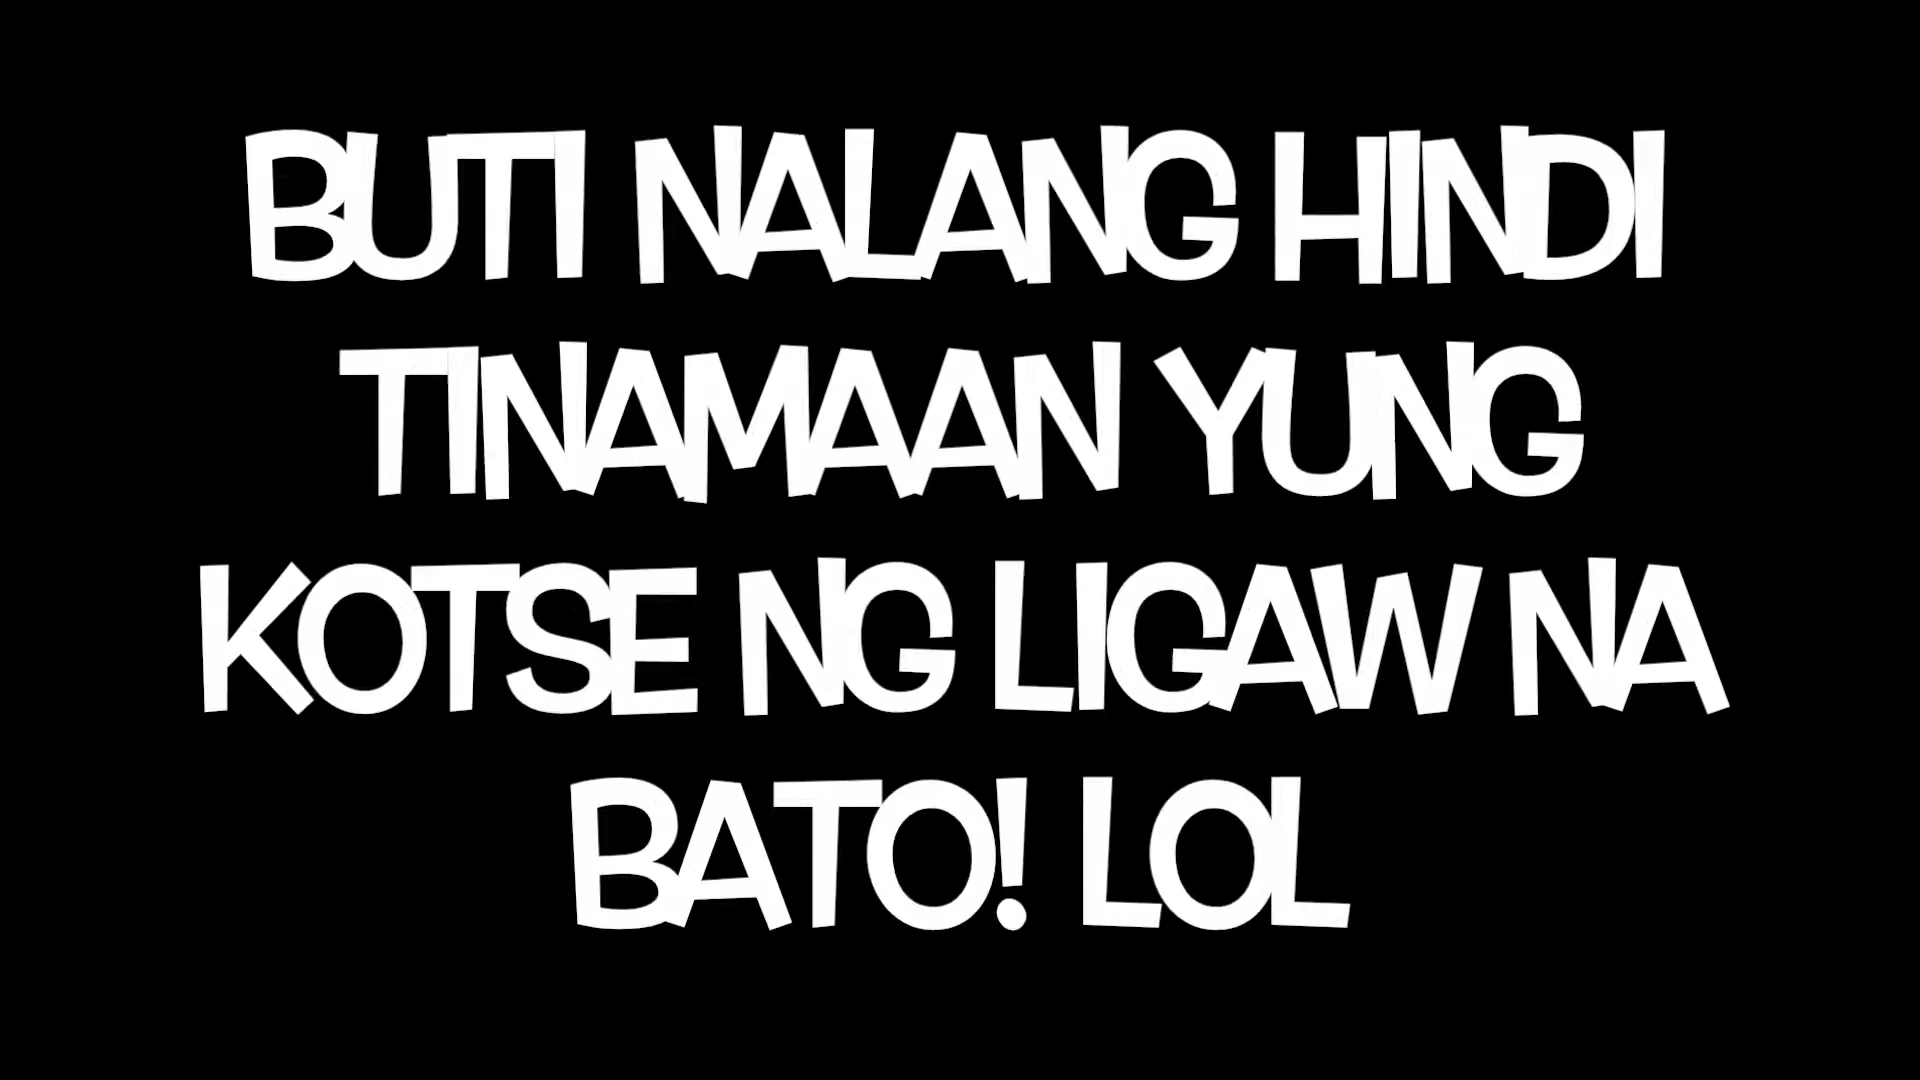 BUTI NALANG HINDI
TINAMAAN YUNG
KOTSE NG LIGAW NA
BATO! LOL